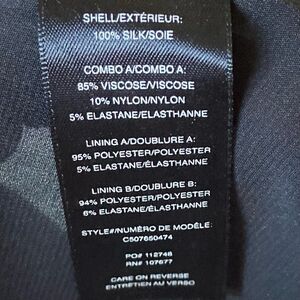 SHELL/EXTÉRIEUR:
100% SILK/SOIE
COMBO A/COMBO A:
85% VISCOSE/VISCOSE
10% NYLON/NYLON
5% ELASTANE/ELASTHANNE
LINING A/DOUBLURE A:
95% POLYESTER/POLYESTER
5% ELASTANE/ÉLASTHANNE
LINING B/DOUBLURE B:
94% POLYESTER/POLYESTER
6% ELASTANE/ÉLASTHANNE
STYLE#/NUMÉRO DE MODÈLE:
C507650474
PO# 112748
RN# 107677
CARE ON REVERSE
ENTRETIEN AU VERSO